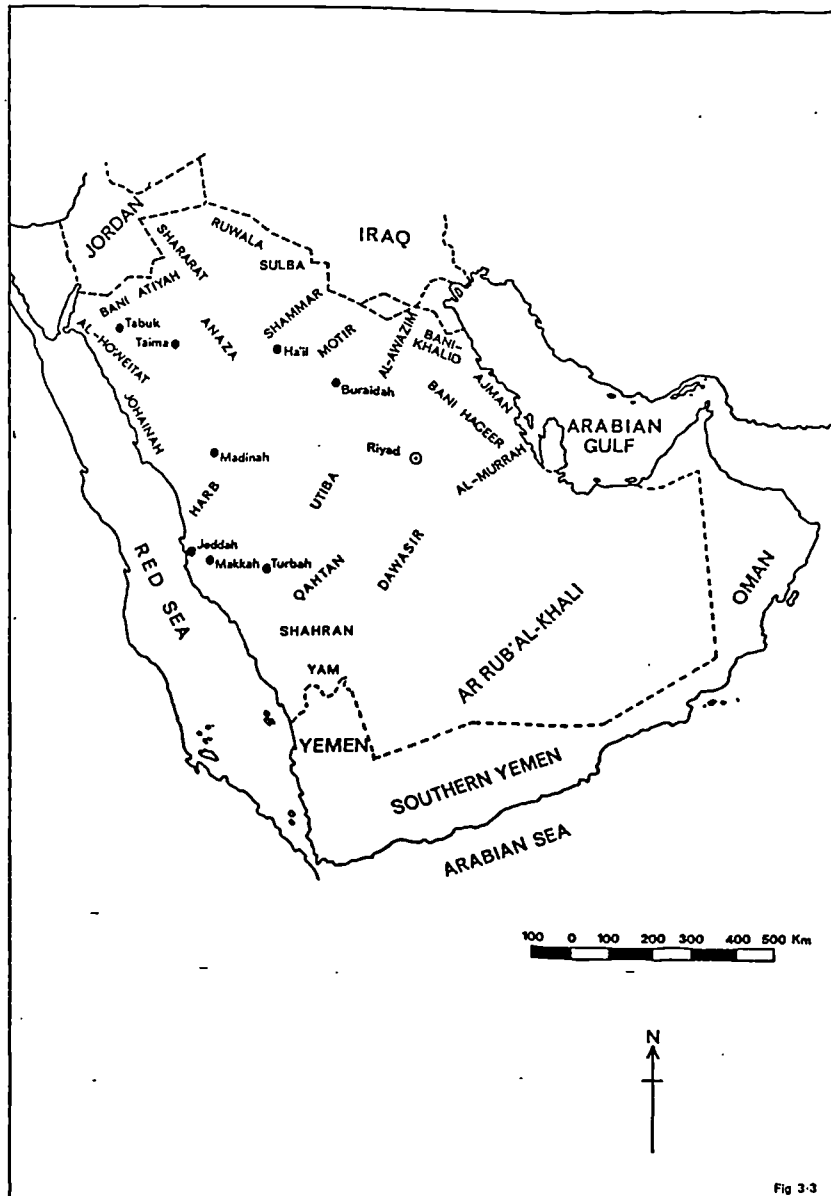 JORDAN
SHARARAT
RUWALA
SULBA
IRAQ
BANI ATIYAH
Tabuk
Taima
AL-HOWEITAT
ANAZA
SHAMMAR
Ha'il
MOTIR
AL-AWAZIM
BANI-
KHALID
AJMAN
Buraidah
BANI HAGEER
ARABIAN
GULF
JOHAINAH
Madinah
Riyad
AL-MURRAH
HARB
UTIBA
Jeddah
Makkah
Turbah
QAHTAN
DAWASIR
RED SEA
OMAN
SHAHRAN
YAM
AR RUB'AL-KHALI
YEMEN
SOUTHERN YEMEN
ARABIAN SEA
100 0 100 200 300 400 500 Km
N
Fig 3·3